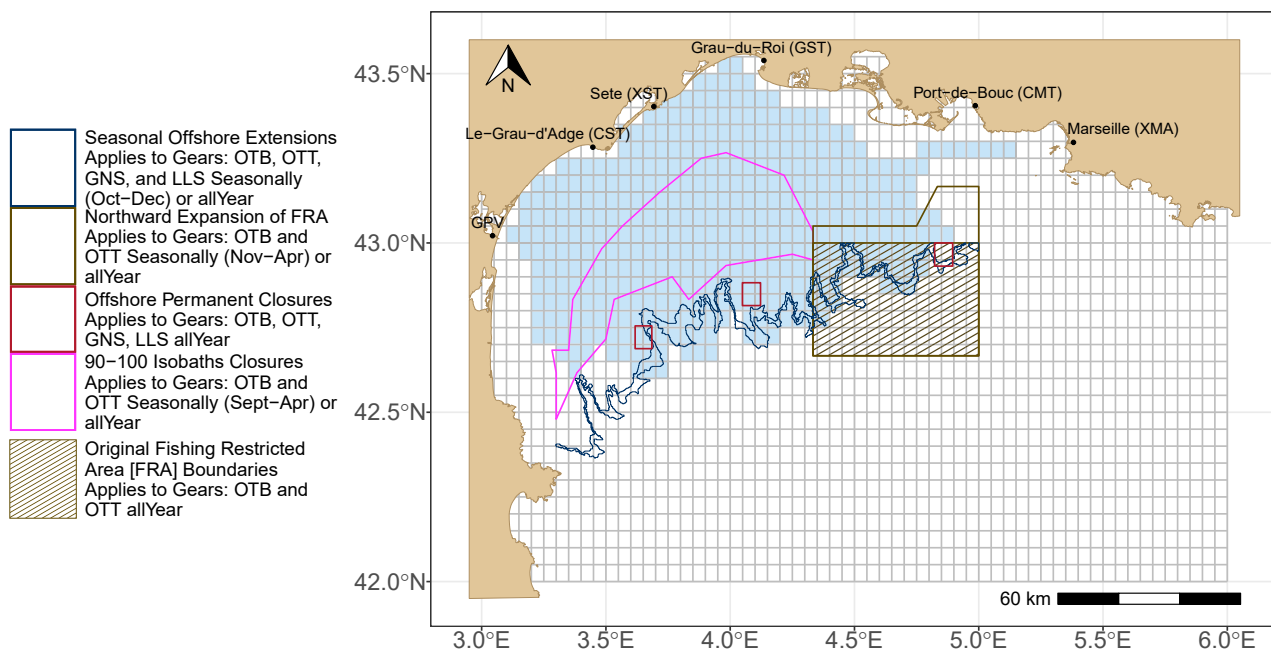 Seasonal Offshore Extensions
Applies to Gears: OTB, OTT,
GNS, and LLS Seasonally
(Oct−Dec) or allYear
Northward Expansion of FRA
Applies to Gears: OTB and
OTT Seasonally (Nov−Apr) or
allYear
Offshore Permanent Closures
Applies to Gears: OTB, OTT,
GNS, LLS allYear
90−100 Isobaths Closures
Applies to Gears: OTB and
OTT Seasonally (Sept−Apr) or
allYear
Original Fishing Restricted
Area [FRA] Boundaries
Applies to Gears: OTB and
OTT allYear
43.5°N
43.0°N
42.5°N
42.0°N
N
Grau−du−Roi (GST)
Sete (XST)
Port−de−Bouc (CMT)
Le−Grau−d'Adge (CST)
Marseille (XMA)
GPV
60 km
3.0°E
3.5°E
4.0°E
4.5°E
5.0°E
5.5°E
6.0°E